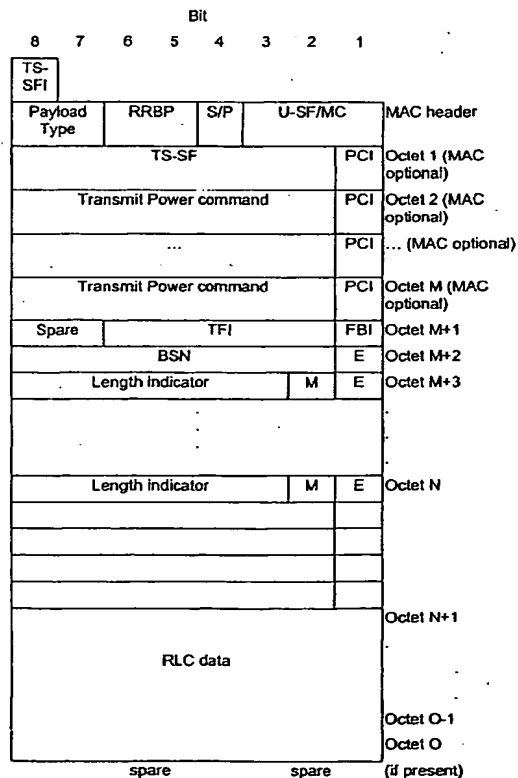 Bit
8 7 6 5 4 3 2 1
TS-
SFI
Payload Type RRBP S/P U-SF/MC MAC header
TS-SF PCI Octet 1 (MAC optional)
Transmit Power command PCI Octet 2 (MAC optional)
... PCI ... (MAC optional)
Transmit Power command PCI Octet M (MAC optional)
Spare TFI FBI Octet M+1
BSN E Octet M+2
Length indicator M E Octet M+3
Length indicator M E Octet N
Octet N+1
RLC data
Octet O-1
Octet O
spare spare (if present)